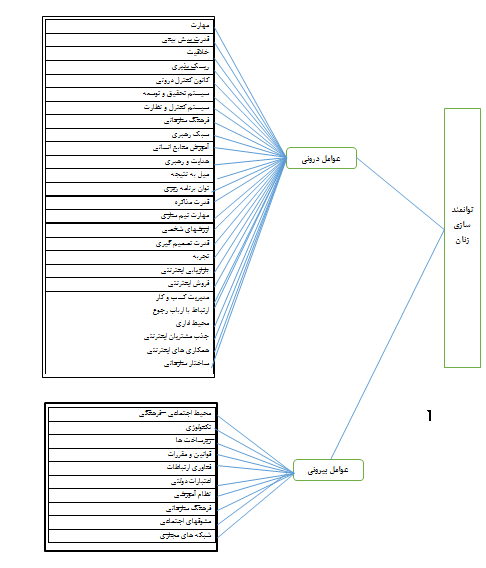 توانمند
سازی
زنان
عوامل درونی
مهارت
قدرت پیش بینی
خلاقیت
ریسک پذیری
کانون کنترل درونی
سیستم تحقیق و توسعه
سیستم کنترل و نظارت
فرهنگ سازمانی
سبک رهبری
آموزش منابع انسانی
هدایت و رهبری
میل به نتیجه
توان برنامه ریزی
قدرت مذاکره
مهارت تیم سازی
ارزشهای شخصی
قدرت تصمیم گیری
تجربه
بازاریابی اینترنتی
فروش اینترنتی
مدیریت کسب و کار
ارتباط با ارباب رجوع
محیط اداری
جذب مشتریان اینترنتی
همکاری های اینترنتی
ساختار سازمانی
عوامل بیرونی
محیط اجتماعی –فرهنگی
تکنولوژی
زیرساخت ها
قوانین و مقررات
فناوری ارتباطات
اعتبارات دولتی
نظام آموزشی
فرهنگ سازمانی
مشوقهای اجتماعی
شبکه های مجازی
1